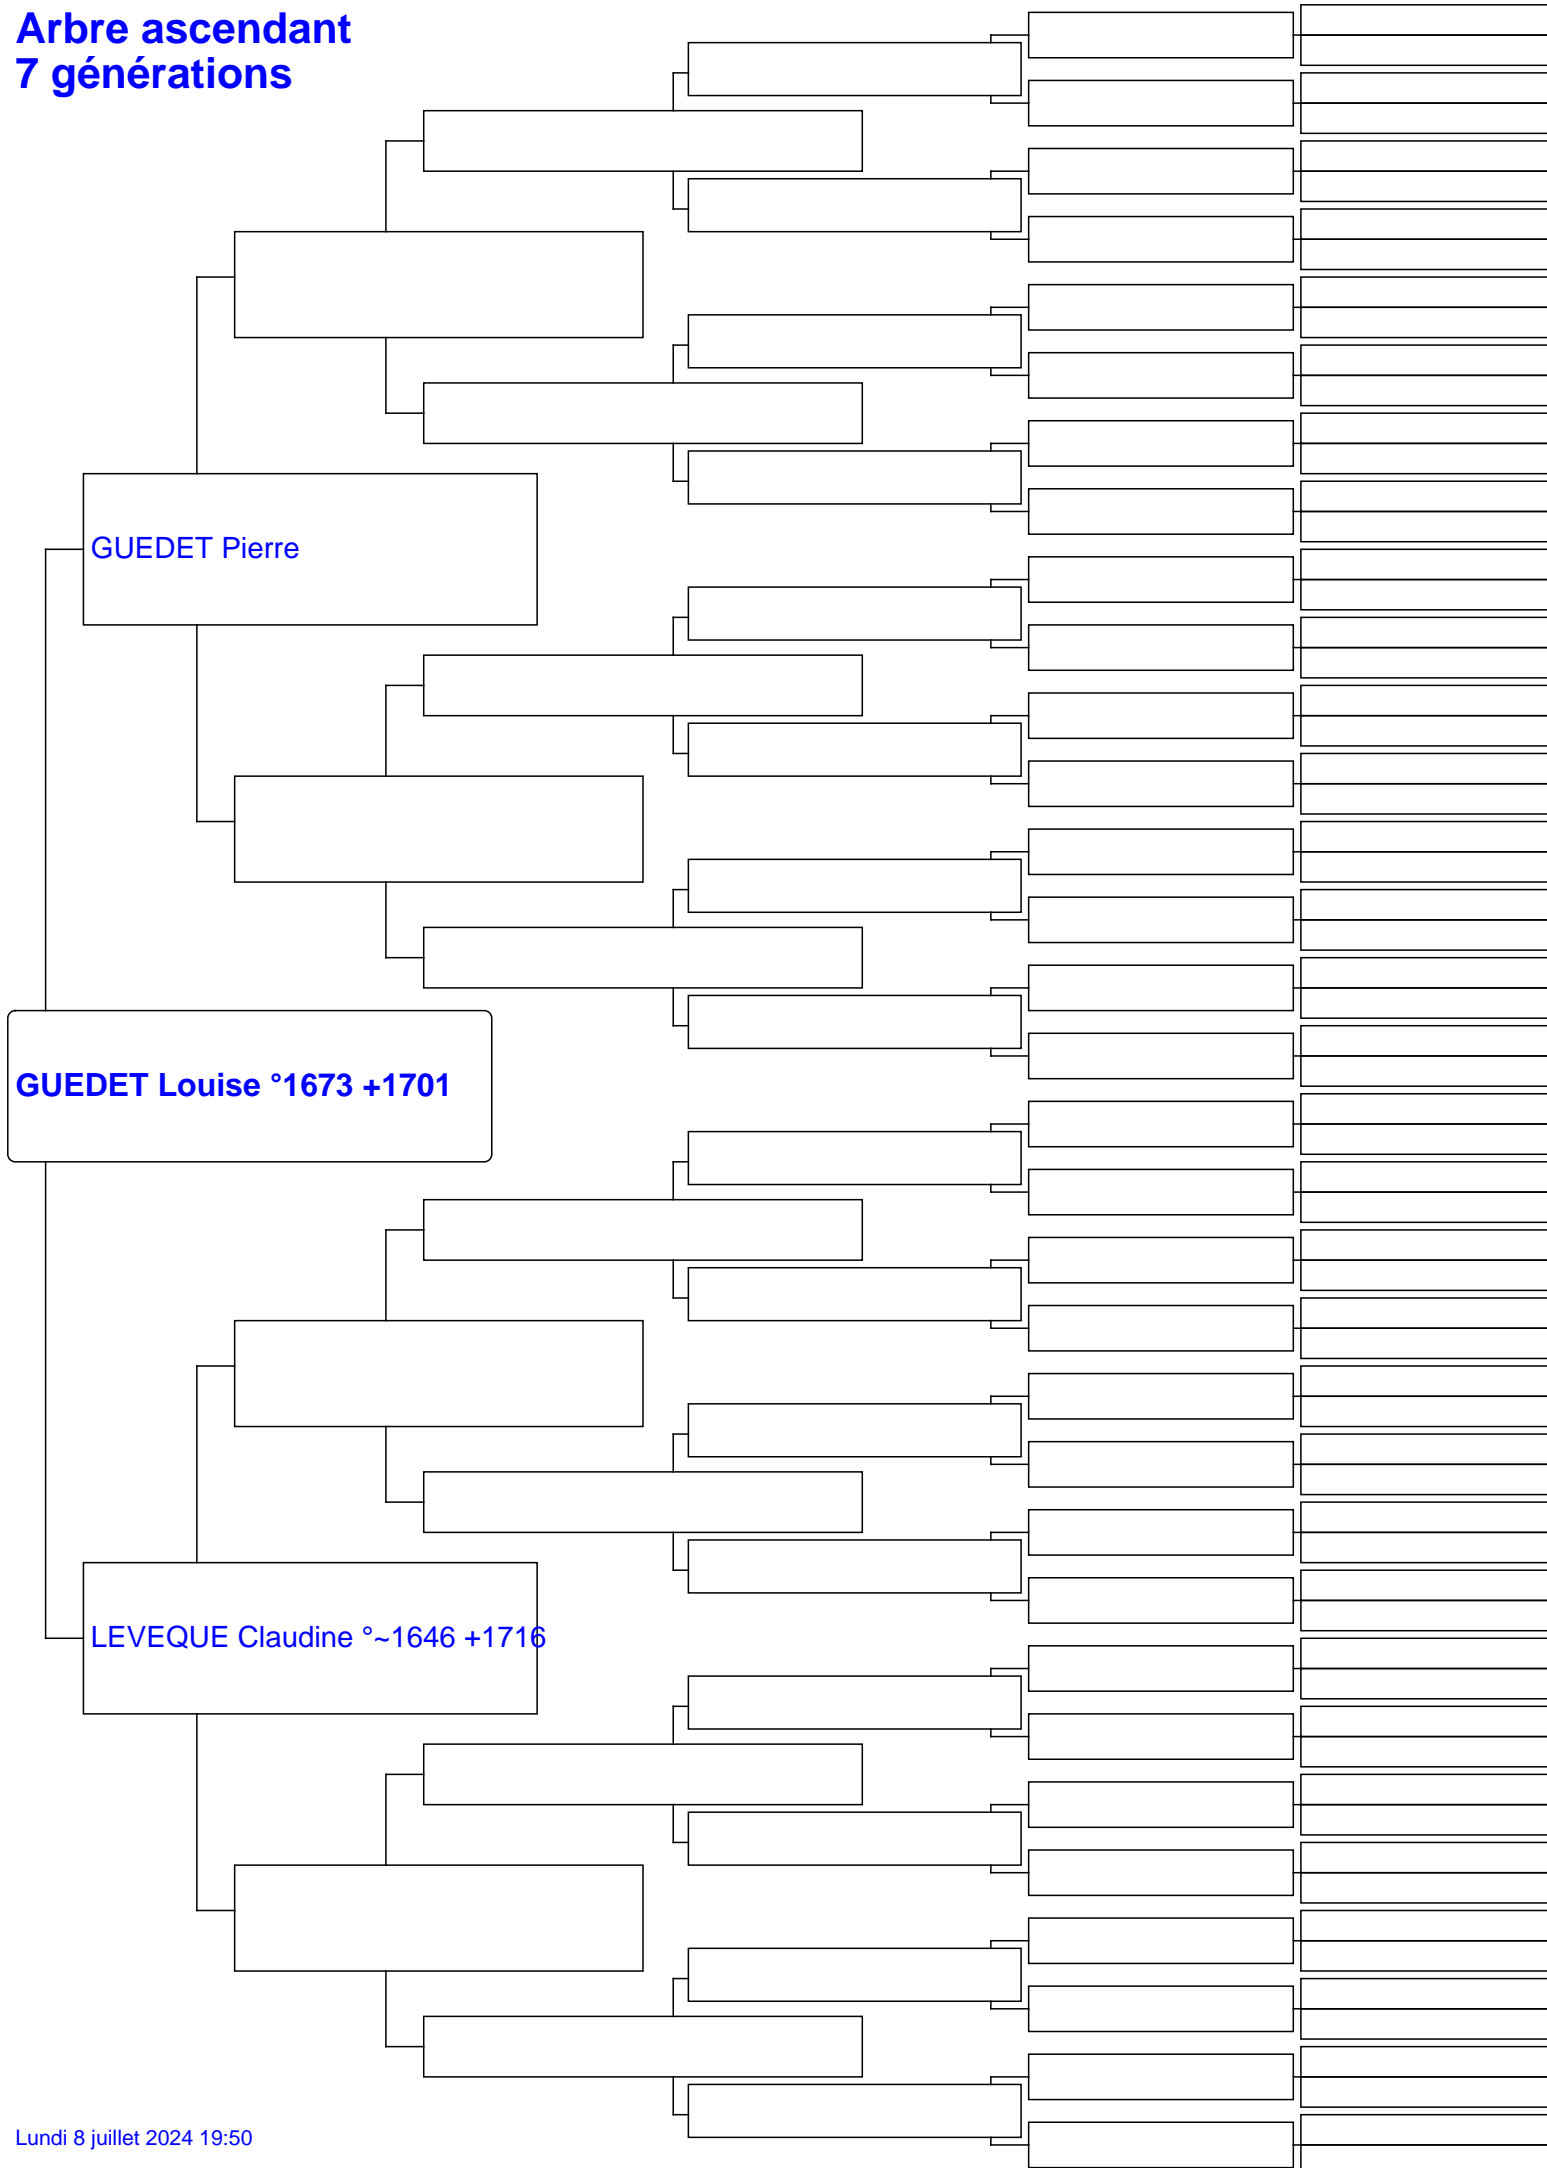 Arbre ascendant
7 générations
GUEDET Pierre
GUEDET Louise °1673 +1701
LEVEQUE Claudine °~1646 +1716
Lundi 8 juillet 2024 19:50